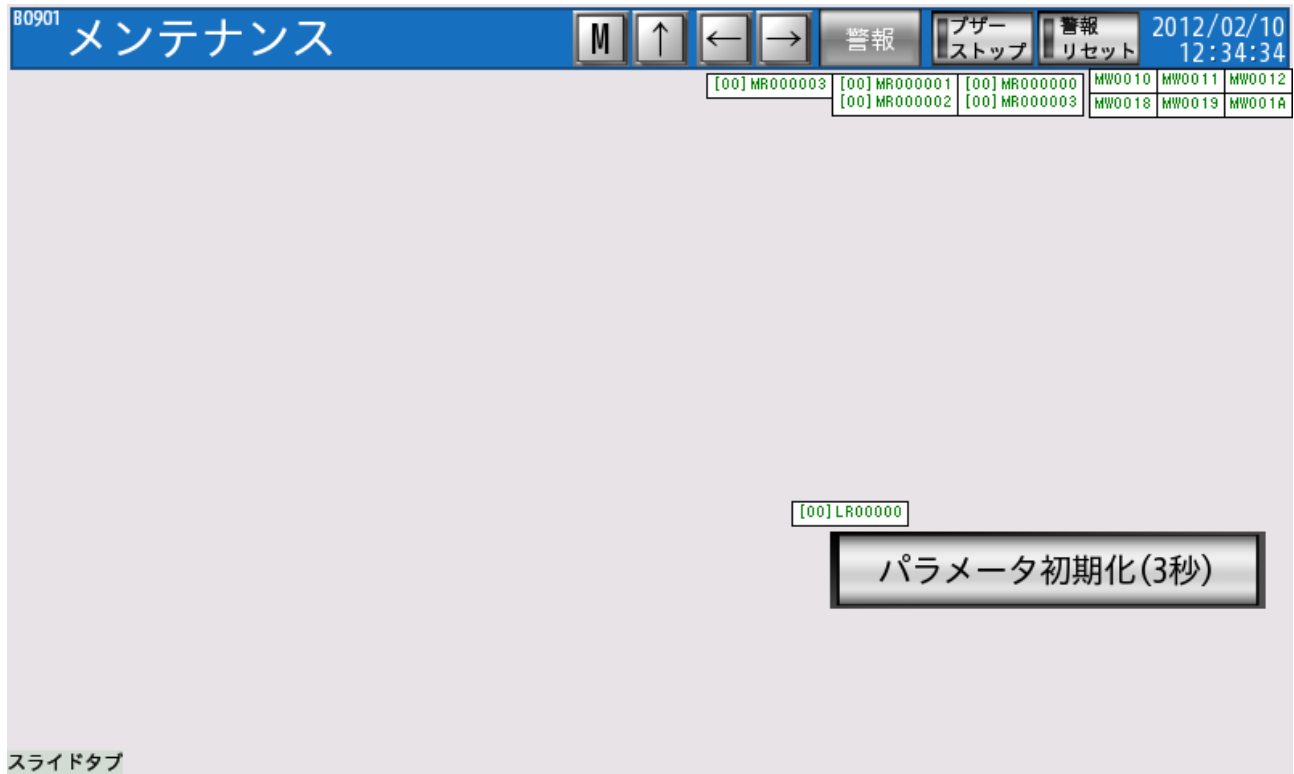 B0901
メンテナンス
M ↑ ← → 警報
ブザー
ストップ
警報
リセット
2012/02/10
12:34:34
[00]MR000003
[00]MR000001
[00]MR000002
[00]MR000000
[00]MR000003
MW0010 MW0011 MW0012
MW0018 MW0019 MW001A
[00]LR00000
パラメータ初期化(3秒)
スライドタブ